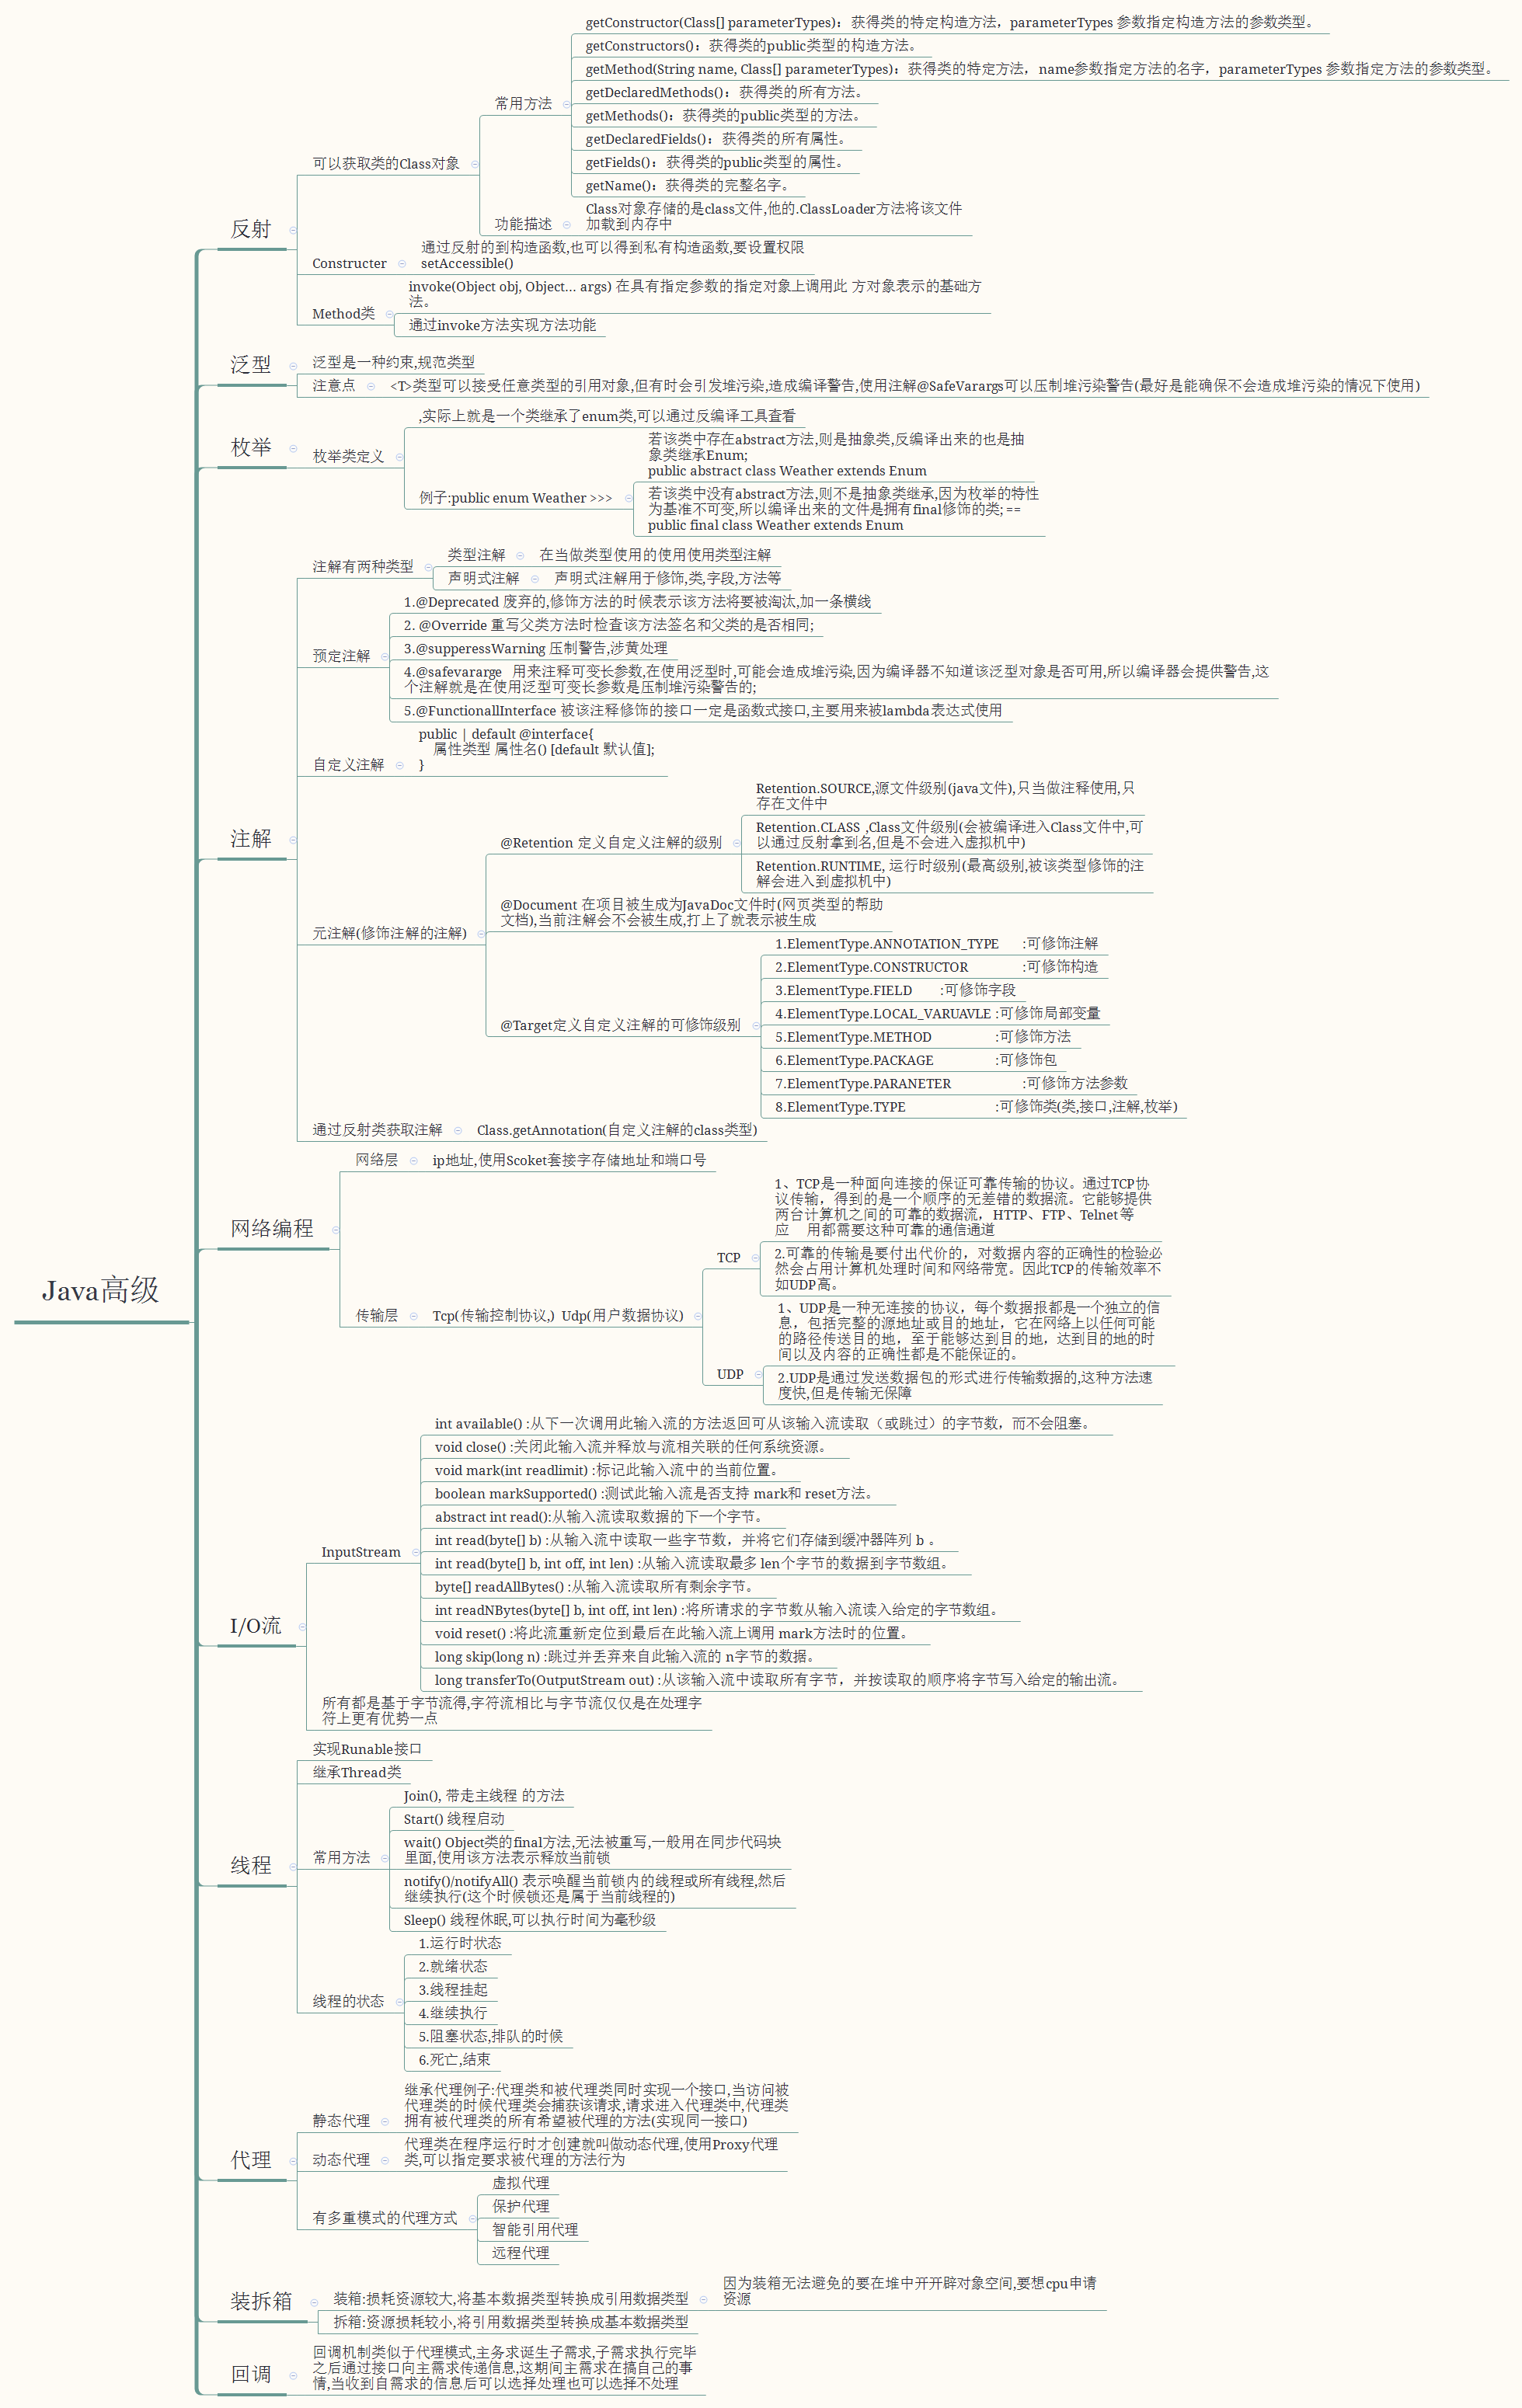 Java高级
反射
可以获取类的Class对象
常用方法
getConstructor(Class[] parameterTypes)：获得类的特定构造方法，parameterTypes 参数指定构造方法的参数类型。
getConstructors()：获得类的public类型的构造方法。
getMethod(String name, Class[] parameterTypes)：获得类的特定方法，name参数指定方法的名字，parameterTypes 参数指定方法的参数类型。
getDeclaredMethods()：获得类的所有方法。
getMethods()：获得类的public类型的方法。
getDeclaredFields()：获得类的所有属性。
getFields()：获得类的public类型的属性。
getName()：获得类的完整名字。
功能描述
Class对象存储的是class文件,他的.ClassLoader方法将该文件
加载到内存中
Constructer
通过反射的到构造函数,也可以得到私有构造函数,要设置权限
setAccessible()
Method类
invoke(Object obj, Object... args) 在具有指定参数的指定对象上调用此 方对象表示的基础方
法。
通过invoke方法实现方法功能
泛型
泛型是一种约束,规范类型
注意点
<T>类型可以接受任意类型的引用对象,但有时会引发堆污染,造成编译警告,使用注解@SafeVarargs可以压制堆污染警告(最好是能确保不会造成堆污染的情况下使用)
枚举
枚举类定义
,实际上就是一个类继承了enum类,可以通过反编译工具查看
例子:public enum Weather >>>
若该类中存在abstract方法,则是抽象类,反编译出来的也是抽
象类继承Enum;
public abstract class Weather extends Enum
若该类中没有abstract方法,则不是抽象类继承,因为枚举的特性
为基准不可变,所以编译出来的文件是拥有final修饰的类; ==
public final class Weather extends Enum
注解
注解有两种类型
类型注解
在当做类型使用的使用使用类型注解
声明式注解
声明式注解用于修饰,类,字段,方法等
预定注解
1.@Deprecated 废弃的,修饰方法的时候表示该方法将要被淘汰,加一条横线
2. @Override 重写父类方法时检查该方法签名和父类的是否相同;
3.@supperessWarning 压制警告,涉黄处理
4.@safevararge 用来注释可变长参数,在使用泛型时,可能会造成堆污染,因为编译器不知道该泛型对象是否可用,所以编译器会提供警告,这
个注解就是在使用泛型可变长参数是压制堆污染警告的;
5.@FunctionallInterface 被该注释修饰的接口一定是函数式接口,主要用来被lambda表达式使用
自定义注解
public | default @interface{
属性类型 属性名() [default 默认值];
}
元注解(修饰注解的注解)
@Retention 定义自定义注解的级别
Retention.SOURCE,源文件级别(java文件),只当做注释使用,只
存在文件中
Retention.CLASS ,Class文件级别(会被编译进入Class文件中,可
以通过反射拿到名,但是不会进入虚拟机中)
Retention.RUNTIME, 运行时级别(最高级别,被该类型修饰的注
解会进入到虚拟机中)
@Document 在项目被生成为JavaDoc文件时(网页类型的帮助
文档),当前注解会不会被生成,打上了就表示被生成
@Target定义自定义注解的可修饰级别
1.ElementType.ANNOTATION_TYPE :可修饰注解
2.ElementType.CONSTRUCTOR :可修饰构造
3.ElementType.FIELD :可修饰字段
4.ElementType.LOCAL_VARUAVLE :可修饰局部变量
5.ElementType.METHOD :可修饰方法
6.ElementType.PACKAGE :可修饰包
7.ElementType.PARANETER :可修饰方法参数
8.ElementType.TYPE :可修饰类(类,接口,注解,枚举)
通过反射类获取注解
Class.getAnnotation(自定义注解的class类型)
网络编程
网络层
ip地址,使用Scoket套接字存储地址和端口号
传输层
Tcp(传输控制协议,) Udp(用户数据协议)
TCP
1、TCP是一种面向连接的保证可靠传输的协议。通过TCP协
议传输，得到的是一个顺序的无差错的数据流。它能够提供
两台计算机之间的可靠的数据流，HTTP、FTP、Telnet等
应 用都需要这种可靠的通信通道
2.可靠的传输是要付出代价的，对数据内容的正确性的检验必
然会占用计算机处理时间和网络带宽。因此TCP的传输效率不
如UDP高。
UDP
1、UDP是一种无连接的协议，每个数据报都是一个独立的信
息，包括完整的源地址或目的地址，它在网络上以任何可能
的路径传送目的地，至于能够达到目的地，达到目的地的时
间以及内容的正确性都是不能保证的。
2.UDP是通过发送数据包的形式进行传输数据的,这种方法速
度快,但是传输无保障
I/O流
InputStream
int available() :从下一次调用此输入流的方法返回可从该输入流读取（或跳过）的字节数，而不会阻塞。
void close() :关闭此输入流并释放与流相关联的任何系统资源。
void mark(int readlimit) :标记此输入流中的当前位置。
boolean markSupported() :测试此输入流是否支持 mark和 reset方法。
abstract int read():从输入流读取数据的下一个字节。
int read(byte[] b) :从输入流中读取一些字节数，并将它们存储到缓冲器阵列 b 。
int read(byte[] b, int off, int len) :从输入流读取最多 len个字节的数据到字节数组。
byte[] readAllBytes() :从输入流读取所有剩余字节。
int readNBytes(byte[] b, int off, int len) :将所请求的字节数从输入流读入给定的字节数组。
void reset() :将此流重新定位到最后在此输入流上调用 mark方法时的位置。
long skip(long n) :跳过并丢弃来自此输入流的 n字节的数据。
long transferTo(OutputStream out) :从该输入流中读取所有字节，并按读取的顺序将字节写入给定的输出流。
所有都是基于字节流得,字符流相比与字节流仅仅是在处理字
符上更有优势一点
线程
实现Runable接口
继承Thread类
常用方法
Join(), 带走主线程 的方法
Start() 线程启动
wait() Object类的final方法,无法被重写,一般用在同步代码块
里面,使用该方法表示释放当前锁
notify()/notifyAll() 表示唤醒当前锁内的线程或所有线程,然后
继续执行(这个时候锁还是属于当前线程的)
Sleep() 线程休眠,可以执行时间为毫秒级
线程的状态
1.运行时状态
2.就绪状态
3.线程挂起
4.继续执行
5.阻塞状态,排队的时候
6.死亡,结束
代理
静态代理
继承代理例子:代理类和被代理类同时实现一个接口,当访问被
代理类的时候代理类会捕获该请求,请求进入代理类中,代理类
拥有被代理类的所有希望被代理的方法(实现同一接口)
动态代理
代理类在程序运行时才创建就叫做动态代理,使用Proxy代理
类,可以指定要求被代理的方法行为
有多重模式的代理方式
虚拟代理
保护代理
智能引用代理
远程代理
装拆箱
装箱:损耗资源较大,将基本数据类型转换成引用数据类型
因为装箱无法避免的要在堆中开开辟对象空间,要想cpu申请
资源
拆箱:资源损耗较小,将引用数据类型转换成基本数据类型
回调
回调机制类似于代理模式,主务求诞生子需求,子需求执行完毕
之后通过接口向主需求传递信息,这期间主需求在搞自己的事
情,当收到自需求的信息后可以选择处理也可以选择不处理